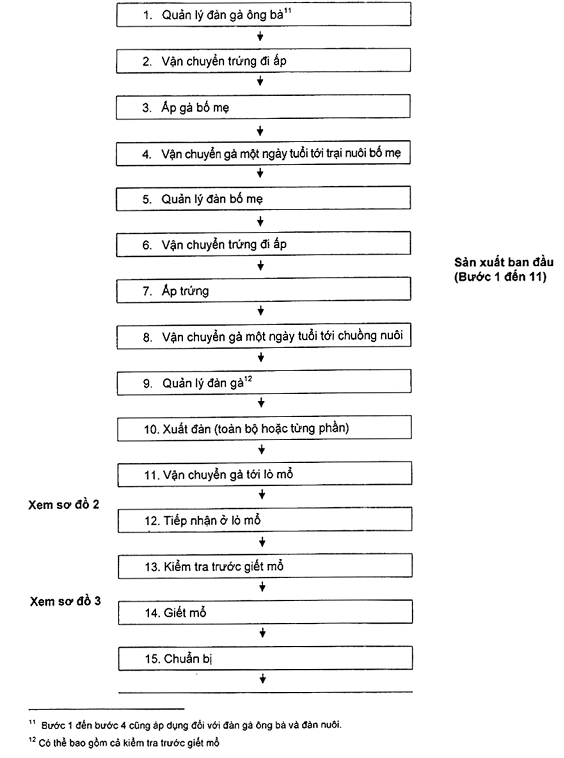 1. Quản lý đàn gà ông bà¹¹
2. Vận chuyển trứng đi ấp
3. Ấp gà bố mẹ
4. Vận chuyển gà một ngày tuổi tới trại nuôi bố mẹ
5. Quản lý đàn bố mẹ
6. Vận chuyển trứng đi ấp
Sản xuất ban đầu
(Bước 1 đến 11)
7. Ấp trứng
8. Vận chuyển gà một ngày tuổi tới chuồng nuôi
9. Quản lý đàn gà¹²
10. Xuất đàn (toàn bộ hoặc từng phần)
11. Vận chuyển gà tới lò mổ
Xem sơ đồ 2
12. Tiếp nhận ở lò mổ
13. Kiểm tra trước giết mổ
Xem sơ đồ 3
14. Giết mổ
15. Chuẩn bị
¹¹ Bước 1 đến bước 4 cũng áp dụng đối với đàn gà ông bà và đàn nuôi.
¹² Có thể bao gồm cả kiểm tra trước giết mổ